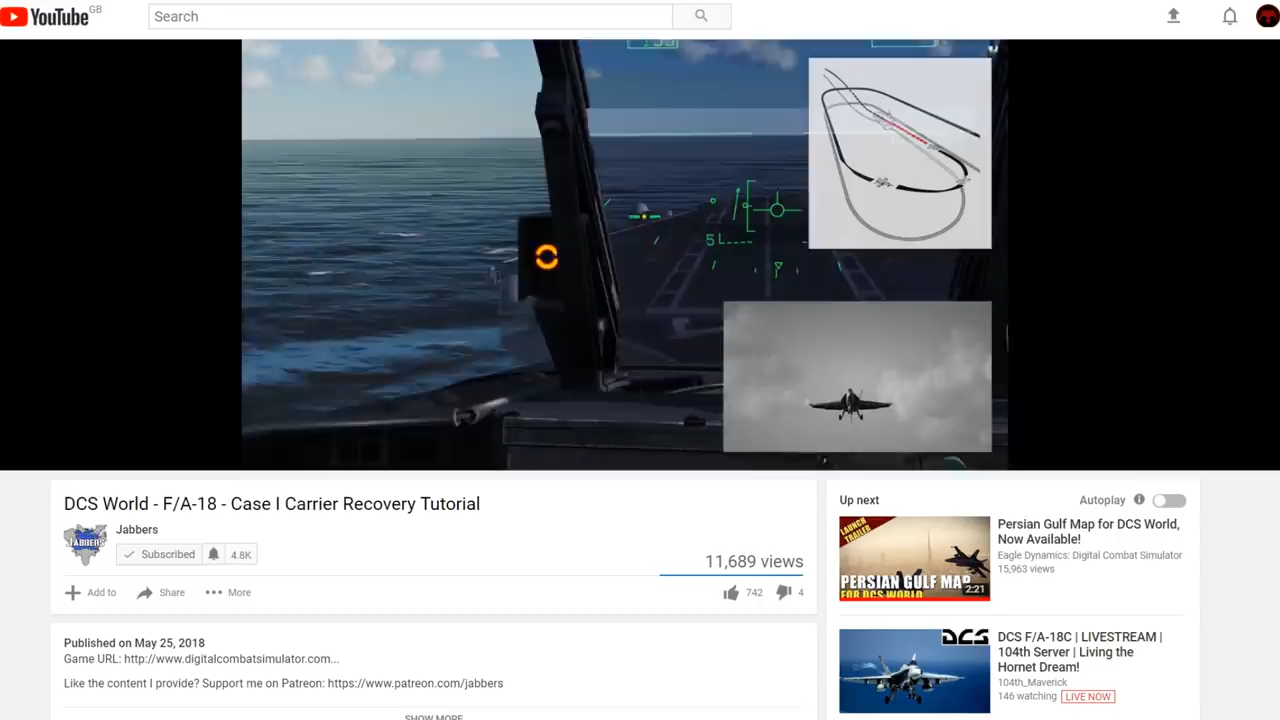 YouTube GB
Search
5L----
DCS World - F/A-18 - Case I Carrier Recovery Tutorial
JABBERS
Jabbers
Subscribed 4.8K
11,689 views
Add to Share More 742 4
Published on May 25, 2018
Game URL: http://www.digitalcombatsimulator.com...
Like the content I provide? Support me on Patreon: https://www.patreon.com/jabbers
SHOW MORE
Up next Autoplay
LAUNCH TRAILER
PERSIAN GULF MAP
FOR DCS WORLD
2:21
Persian Gulf Map for DCS World,
Now Available!
Eagle Dynamics: Digital Combat Simulator
15,963 views
DCS
DCS F/A-18C | LIVESTREAM |
104th Server | Living the
Hornet Dream!
104th_Maverick
146 watching LIVE NOW